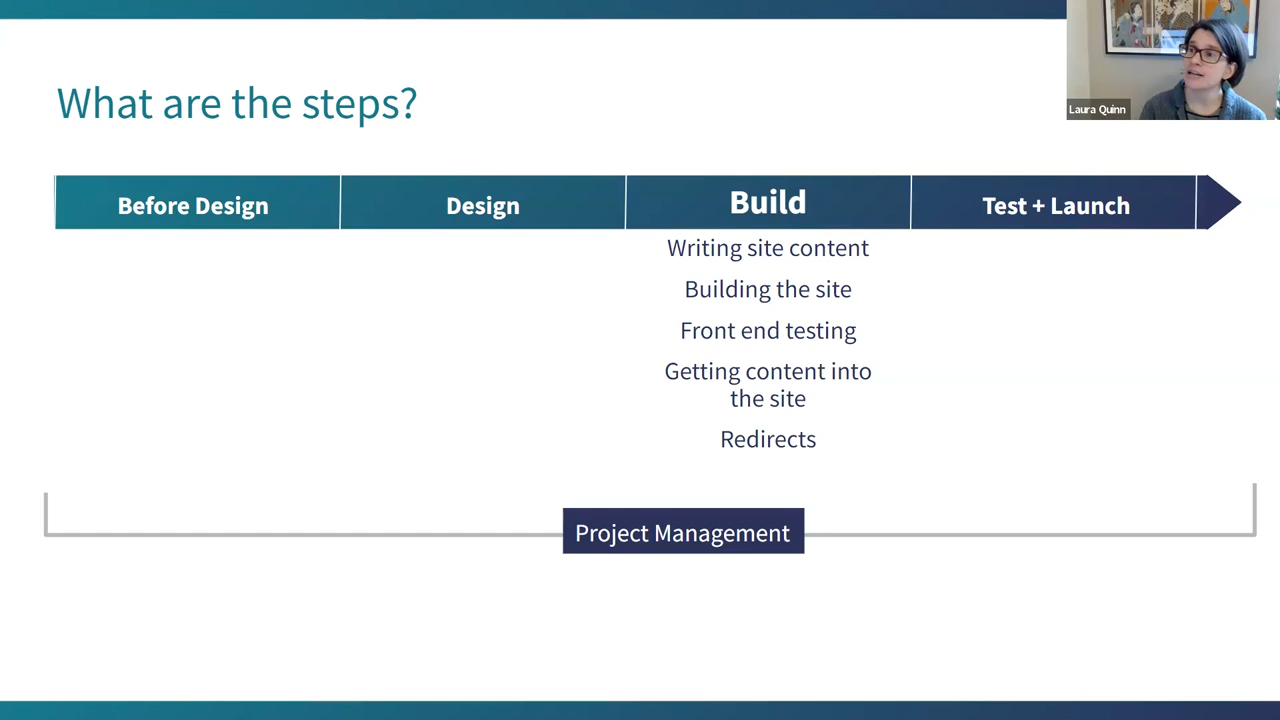 What are the steps?
Laura Quinn
Before Design
Design
Build
Test + Launch
Writing site content
Building the site
Front end testing
Getting content into
the site
Redirects
Project Management